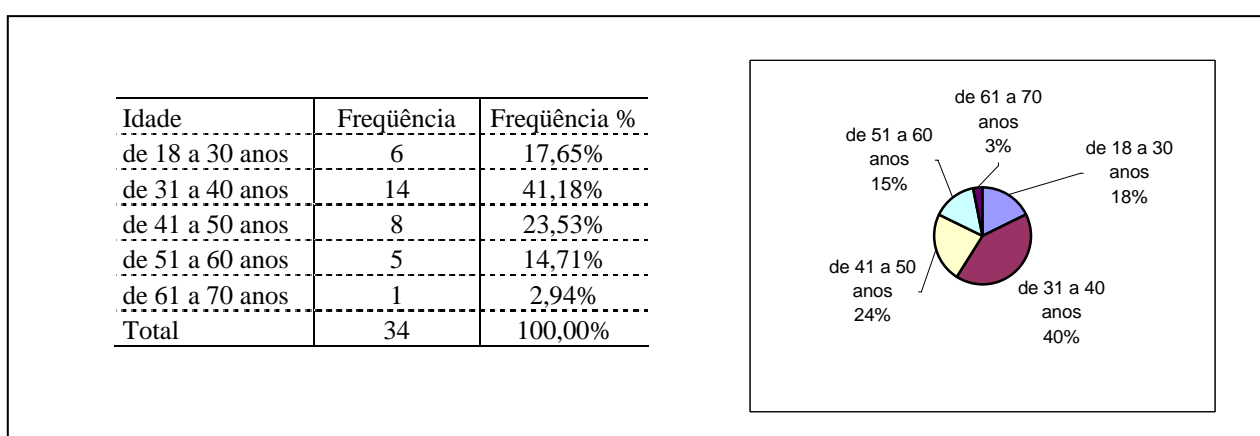 Idade Freqüência Freqüência %
de 18 a 30 anos 6 17,65%
de 31 a 40 anos 14 41,18%
de 41 a 50 anos 8 23,53%
de 51 a 60 anos 5 14,71%
de 61 a 70 anos 1 2,94%
Total 34 100,00%
de 61 a 70
anos
3%
de 51 a 60
anos
15%
de 18 a 30
anos
18%
de 41 a 50
anos
24%
de 31 a 40
anos
40%